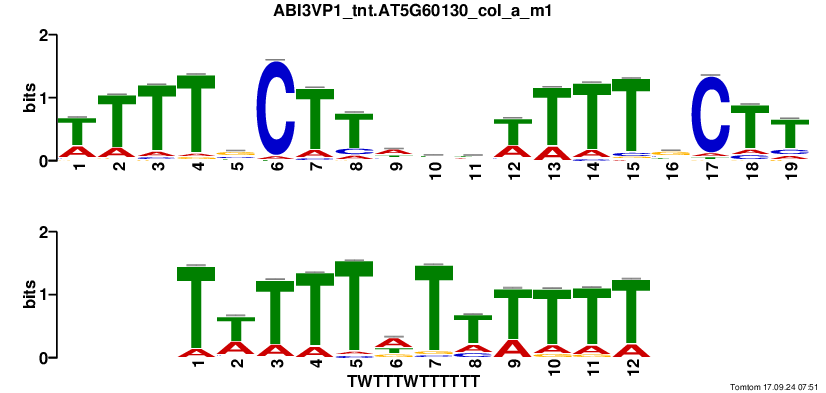 ABI3VP1_tnt.AT5G60130_col_a_m1
2
1
0
bits
T T T T C T T T T T T T C T T
A A A A A A C A A A A A C A A C
1 2 3 4 5 6 7 8 9 10 11 12 13 14 15 16 17 18 19
2
1
0
bits
T T T T T A T T T T T T
A A A A T A A A A A
1 2 3 4 5 6 7 8 9 10 11 12
TWTTTWTTTTTT
Tomtom 17.09.24 07:51